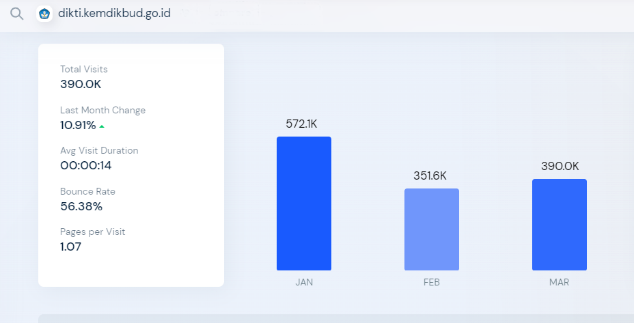 dikti.kemdikbud.go.id
Total Visits
390.0K
Last Month Change
10.91%
Avg Visit Duration
00:00:14
Bounce Rate
56.38%
Pages per Visit
1.07
572.1K
351.6K
390.0K
JAN
FEB
MAR